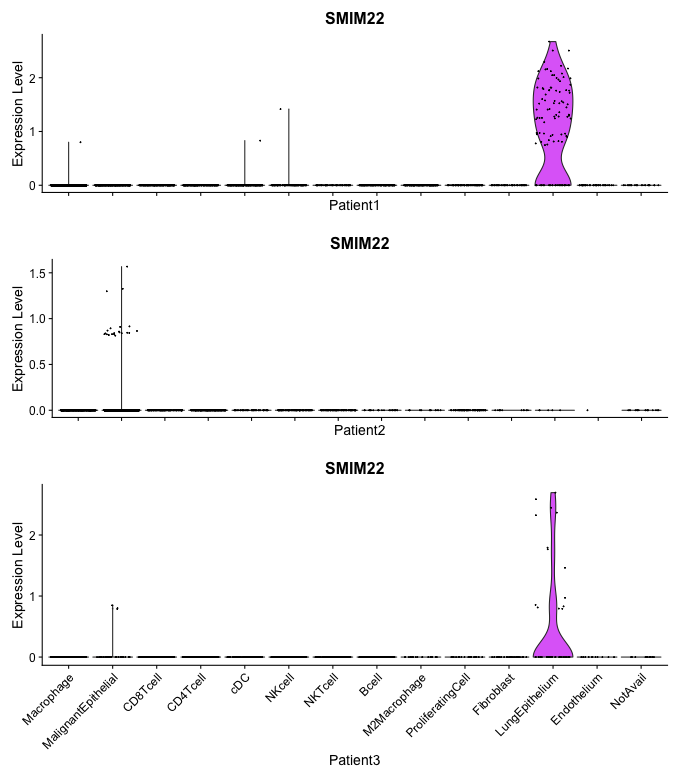 SMIM22
Expression Level
2
1
0
Patient1
SMIM22
Expression Level
1.5
1.0
0.5
0.0
Patient2
SMIM22
Expression Level
2
1
0
Macrophage
MalignantEpithelial
CD8Tcell
CD4Tcell
cDC
NKcell
NKTcell
Bcell
M2Macrophage
ProliferatingCell
Fibroblast
LungEpithelium
Endothelium
NotAvail
Patient3